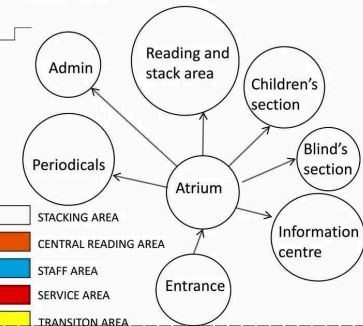 Admin
Reading and
stack area
Children's
section
Blind's
section
Periodicals
Atrium
Information
centre
Entrance
STACKING AREA
CENTRAL READING AREA
STAFF AREA
SERVICE AREA
TRANSITON AREA